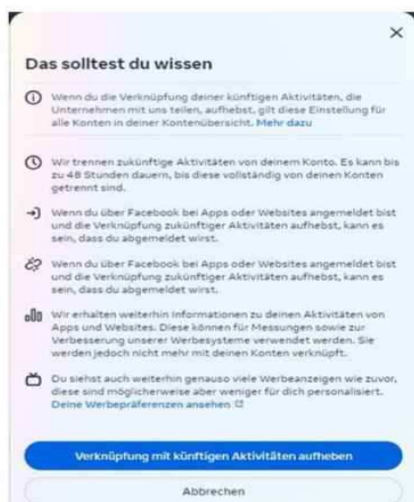 Das solltest du wissen
Wenn du die Verknüpfung deiner künftigen Aktivitäten, die
Unternehmen mit uns teilen, aufhebst, gilt diese Einstellung für
alle Konten in deiner Kontenübersicht. Mehr dazu
Wir trennen zukünftige Aktivitäten von deinem Konto. Es kann bis
zu 48 Stunden dauern, bis diese vollständig von deinen Konten
getrennt sind.
Wenn du über Facebook bei Apps oder Websites angemeldet bist
und die Verknüpfung zukünftiger Aktivitäten aufhebst, kann es
sein, dass du abgemeldet wirst.
Wenn du über Facebook bei Apps oder Websites angemeldet bist
und die Verknüpfung zukünftiger Aktivitäten aufhebst, kann es
sein, dass du abgemeldet wirst.
Wir erhalten weiterhin Informationen zu deinen Aktivitäten von
Apps und Websites. Diese können für Messungen sowie zur
Verbesserung unserer Werbesysteme verwendet werden. Sie
werden jedoch nicht mehr mit deinen Konten verknüpft.
Du siehst auch weiterhin genauso viele Werbeanzeigen wie zuvor,
diese sind möglicherweise aber weniger für dich personalisiert.
Deine Werbepräferenzen ansehen
Verknüpfung mit künftigen Aktivitäten aufheben
Abbrechen